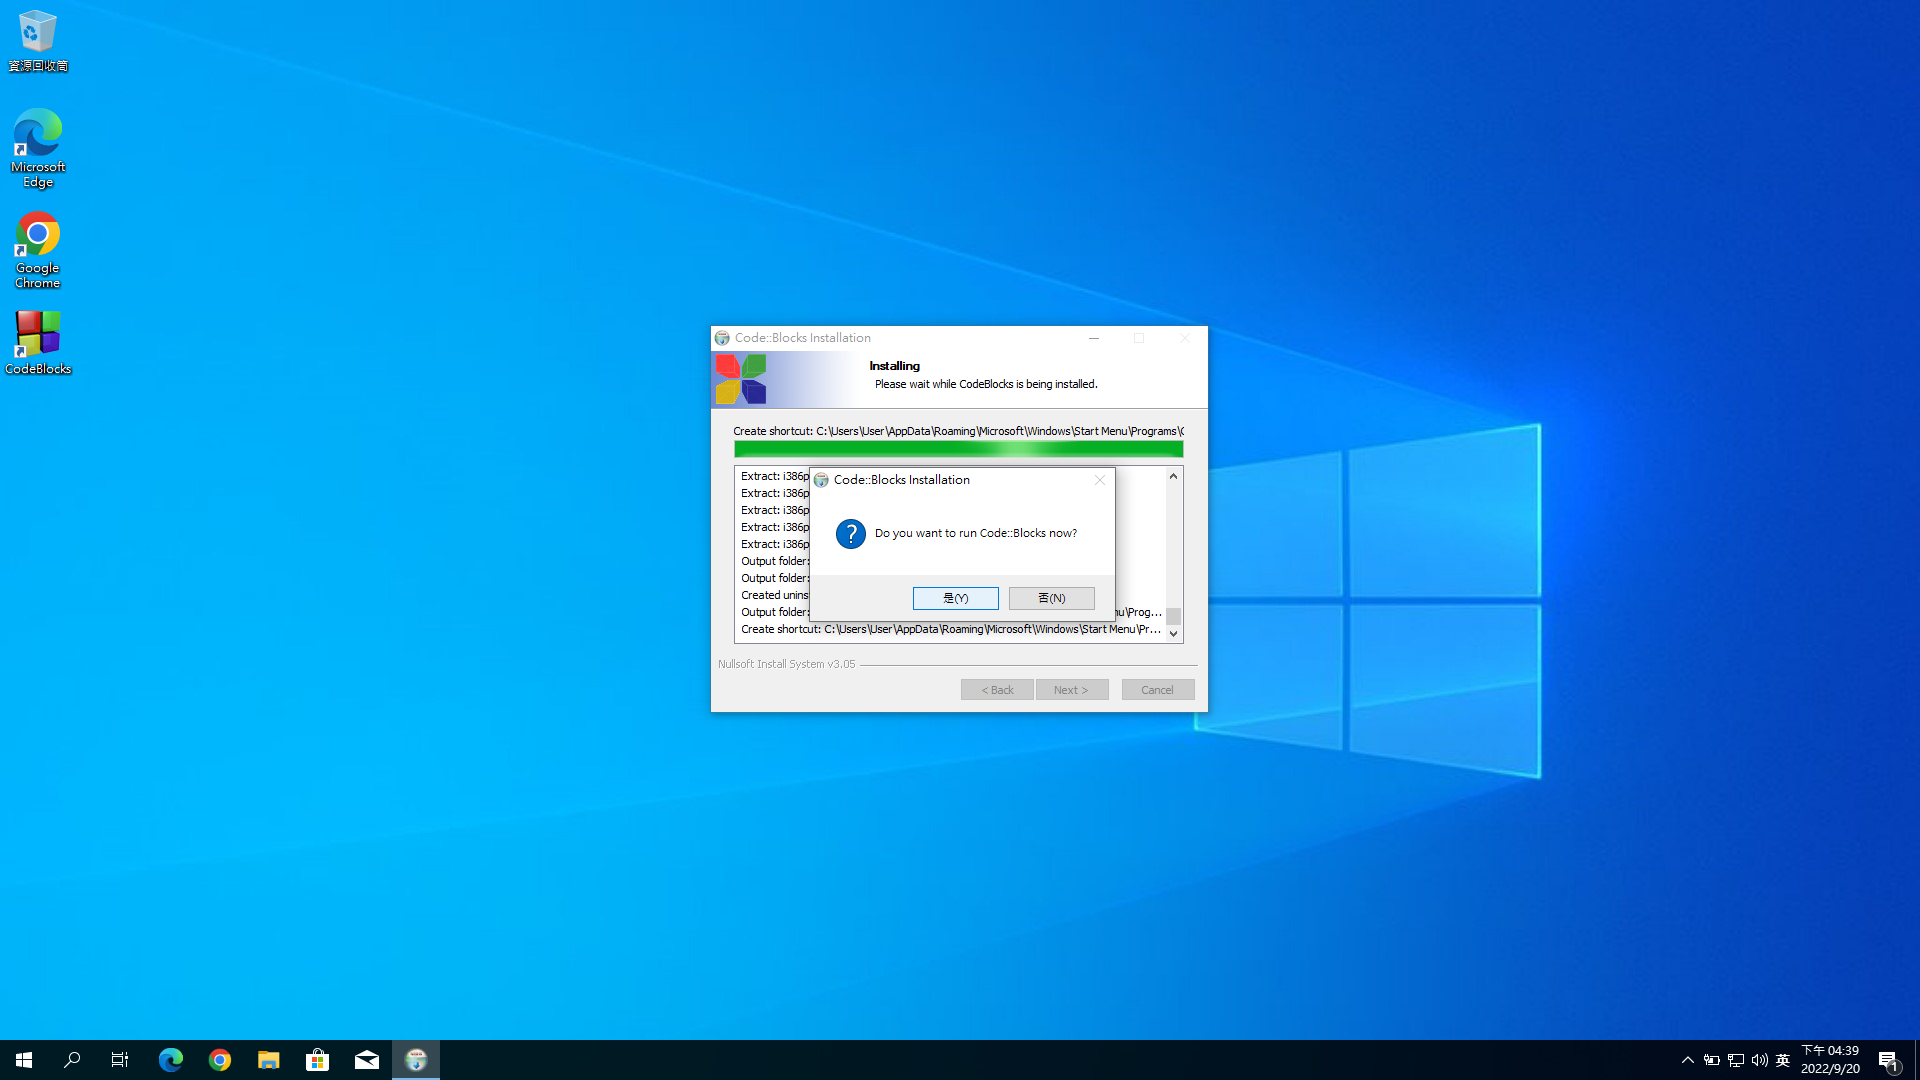 資源回收筒
Microsoft
Edge
Google
Chrome
CodeBlocks
Code::Blocks Installation
Installing
Please wait while CodeBlocks is being installed.
Create shortcut: C:\Users\User\AppData\Roaming\Microsoft\Windows\Start Menu\Programs\
Extract: i386p
Extract: i386p
Extract: i386p
Extract: i386p
Extract: i386p
Output folder:
Output folder:
Created unins
Output folder: nu\Prog...
Create shortcut: C:\Users\User\AppData\Roaming\Microsoft\Windows\Start Menu\Pr...
Code::Blocks Installation
Do you want to run Code::Blocks now?
是(Y) 否(N)
Nullsoft Install System v3.05
< Back Next > Cancel
英
下午 04:39
2022/9/20
1